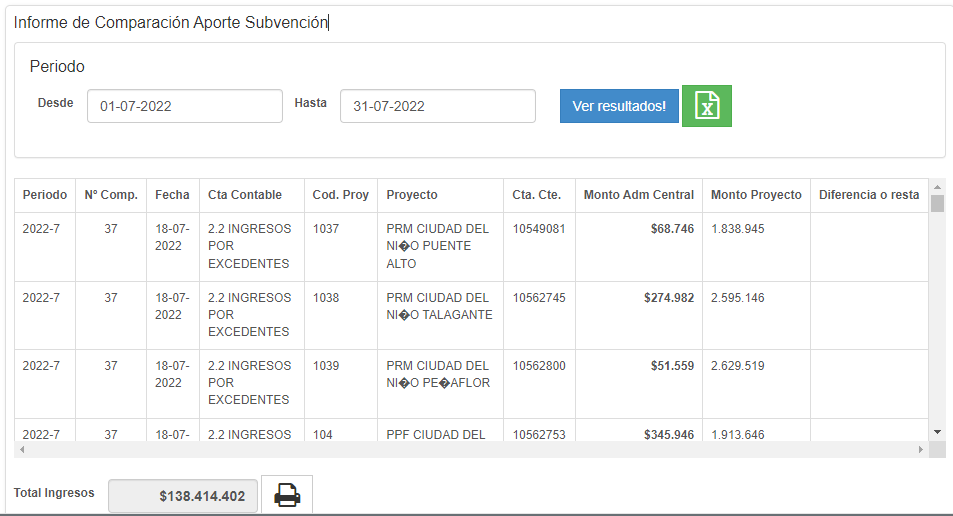 Informe de Comparación Aporte Subvención
Periodo
Desde 01-07-2022 Hasta 31-07-2022 Ver resultados!
Periodo Nº Comp. Fecha Cta Contable Cod. Proy Proyecto Cta. Cte. Monto Adm Central Monto Proyecto Diferencia o resta
2022-7 37 18-07- 2.2 INGRESOS 1037 PRM CIUDAD DEL 10549081 $68.746 1.838.945
2022 POR NI�O PUENTE
EXCEDENTES ALTO
2022-7 37 18-07- 2.2 INGRESOS 1038 PRM CIUDAD DEL 10562745 $274.982 2.595.146
2022 POR NI�O TALAGANTE
EXCEDENTES
2022-7 37 18-07- 2.2 INGRESOS 1039 PRM CIUDAD DEL 10562800 $51.559 2.629.519
2022 POR NI�O PE�AFLOR
EXCEDENTES
2022-7 37 18-07- 2.2 INGRESOS 104 PPF CIUDAD DEL 10562753 $345.946 1.913.646
Total Ingresos $138.414.402